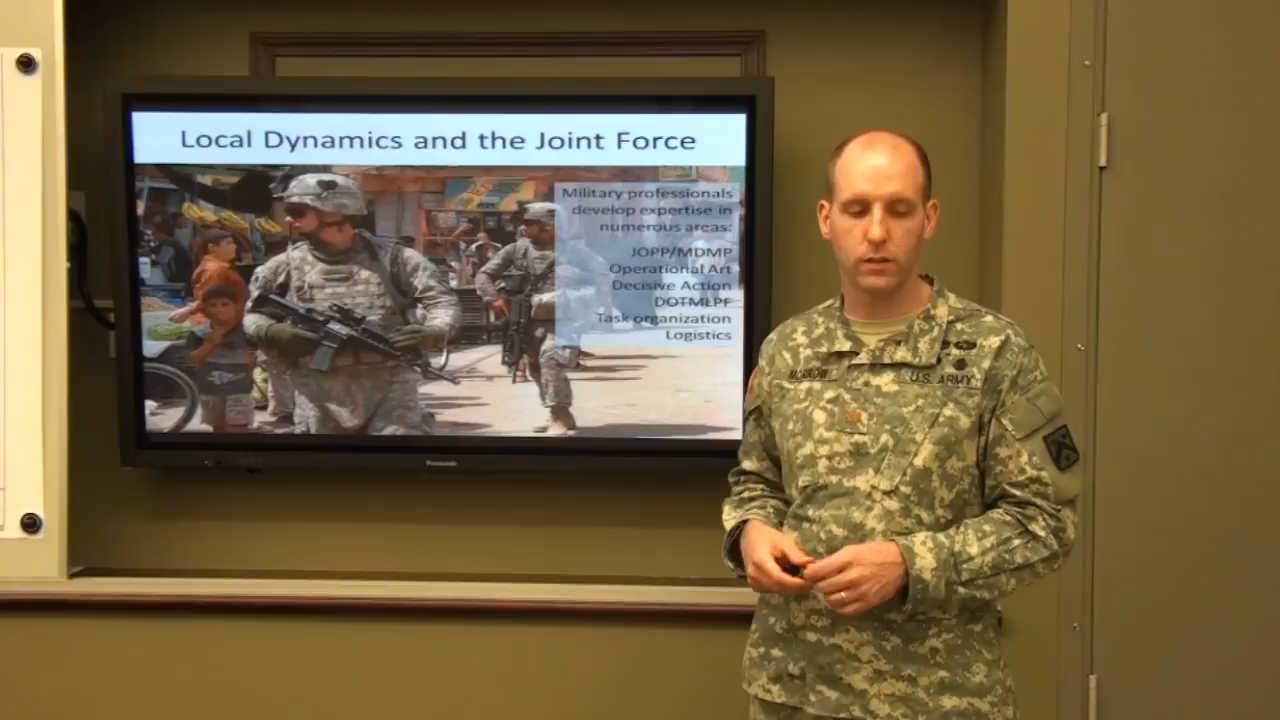 Local Dynamics and the Joint Force
Military professionals
develop expertise in
numerous areas:
JOPP/MDMP
Operational Art
Decisive Action
DOTMLPF
Task organization
Logistics
Panasonic
U.S. ARMY